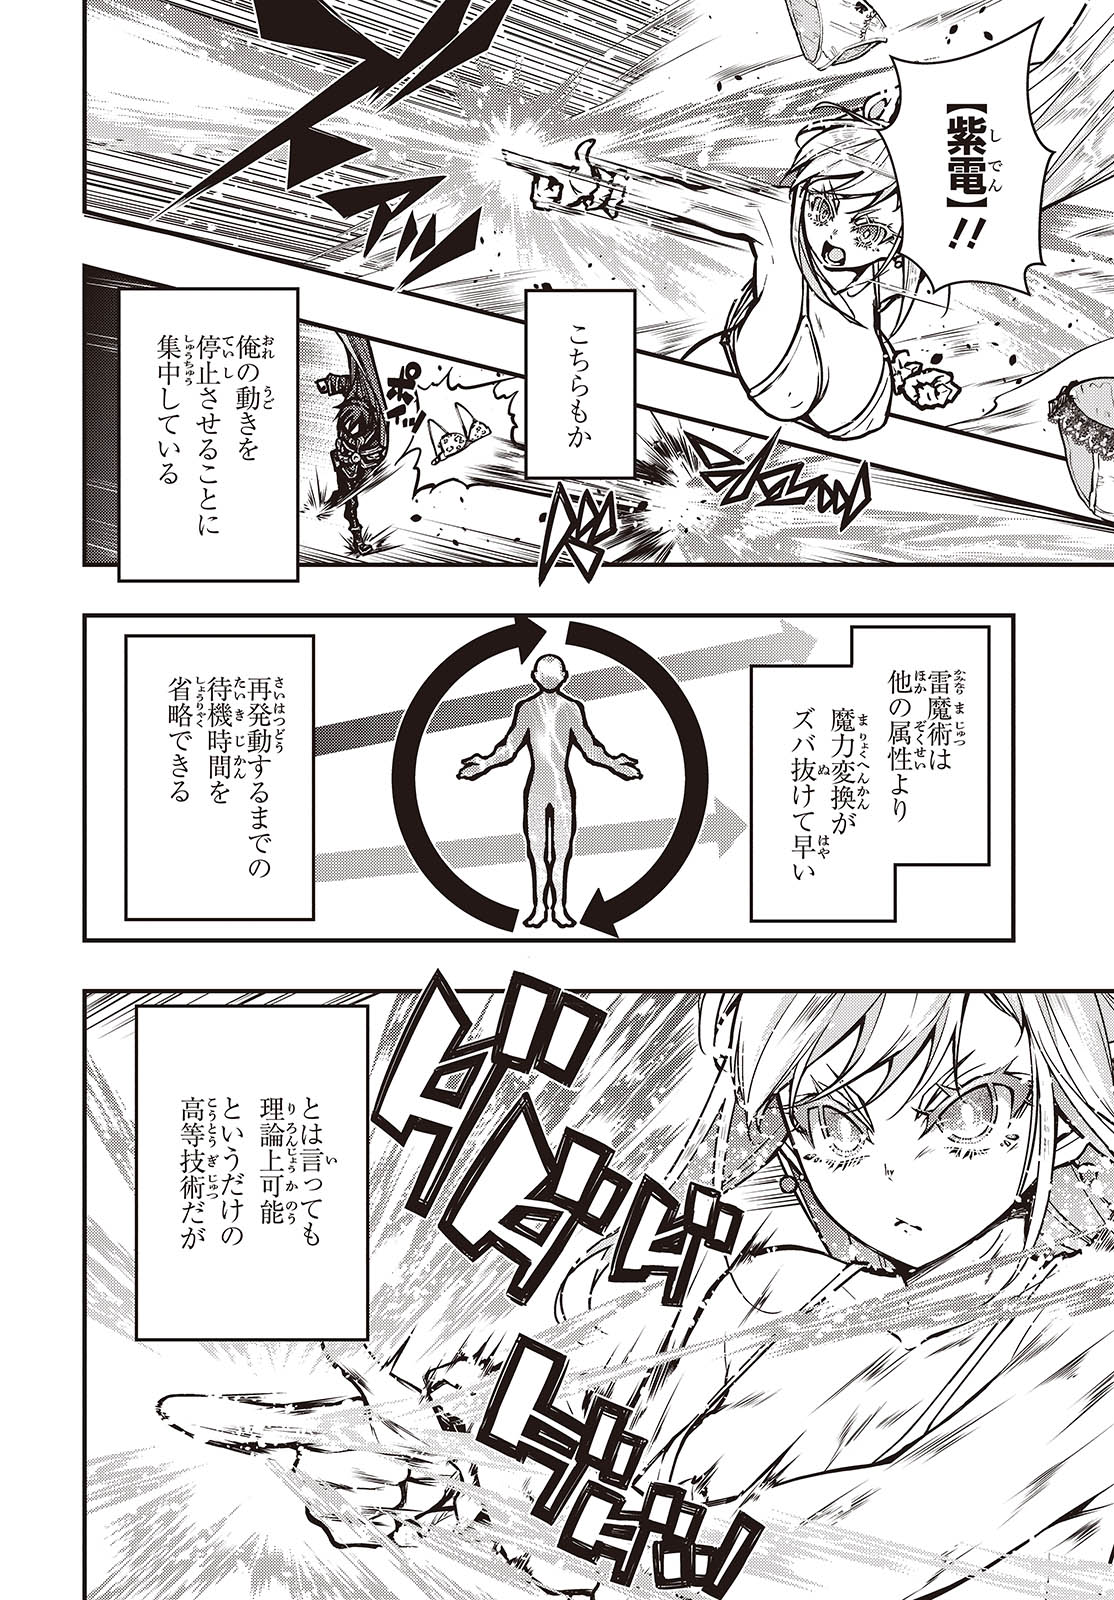 【紫電】!!
こちらもか
俺の動きを
停止させることに
集中している
雷魔術は
他の属性より
魔力変換が
ズバ抜けて早い
再発動するまでの
待機時間を
省略できる
とは言っても
理論上可能
というだけの
高等技術だが